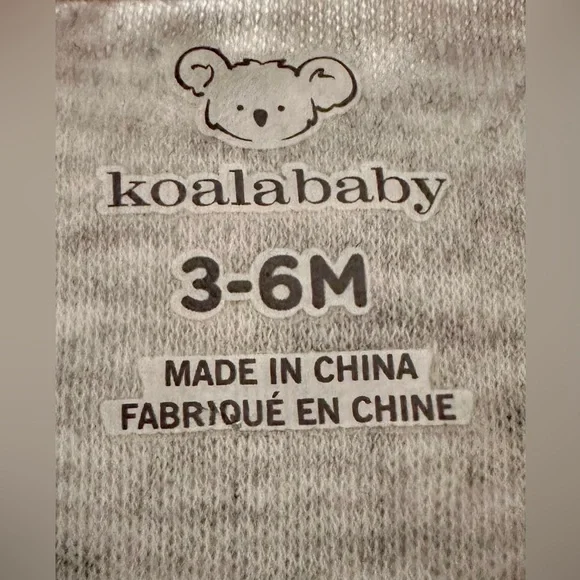 koalababy
3-6M
MADE IN CHINA
FABRIQUÉ EN CHINE